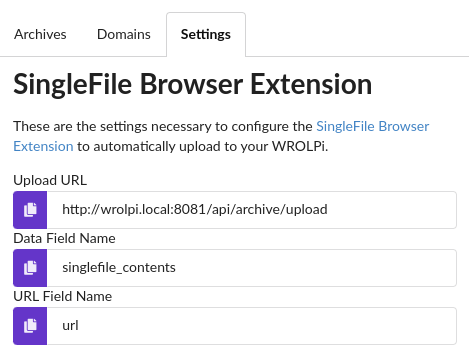 Archives Domains Settings
SingleFile Browser Extension
These are the settings necessary to configure the SingleFile Browser
Extension to automatically upload to your WROLPi.
Upload URL
http://wrolpi.local:8081/api/archive/upload
Data Field Name
singlefile_contents
URL Field Name
url